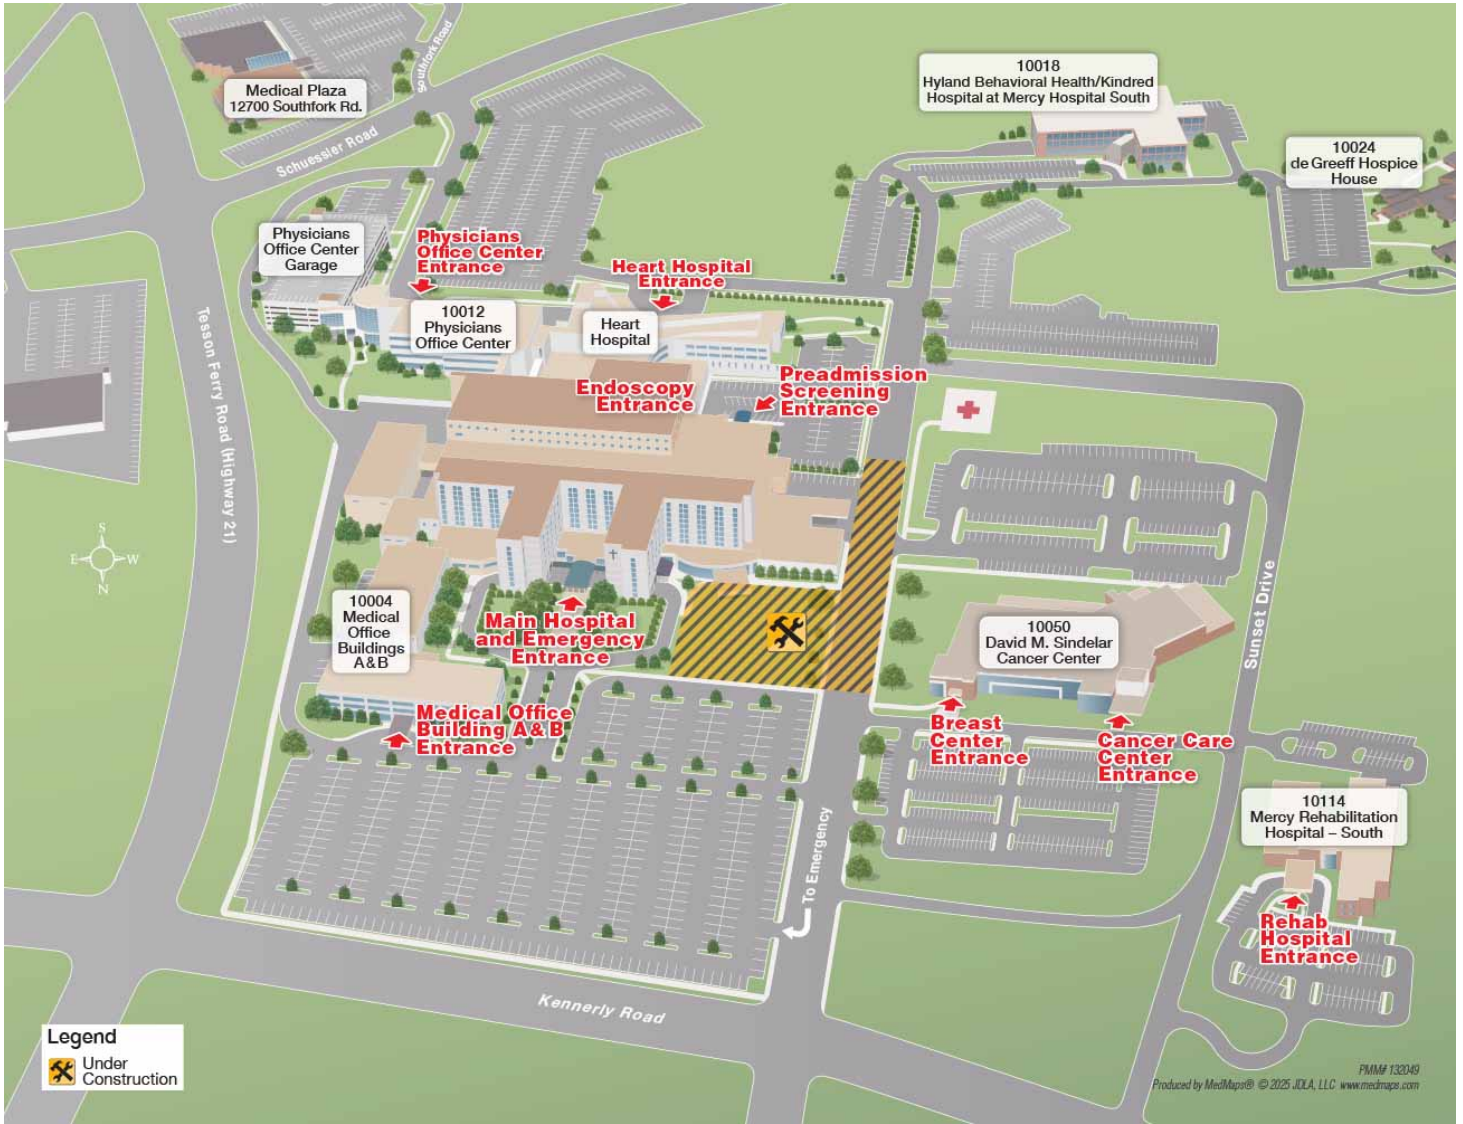 Southfork Road
Medical Plaza
12700 Southfork Rd.
Schuessler Road
10018
Hyland Behavioral Health/Kindred
Hospital at Mercy Hospital South
10024
de Greeff Hospice
House
Physicians
Office Center
Garage
Physicians
Office Center
Entrance
Heart Hospital
Entrance
10012
Physicians
Office Center
Heart
Hospital
Endoscopy
Entrance
Preadmission
Screening
Entrance
Tesson Ferry Road (Highway 21)
S
E
W
N
10004
Medical
Office
Buildings
A & B
Main Hospital
and Emergency
Entrance
10050
David M. Sindelar
Cancer Center
Sunset Drive
Medical Office
Building A & B
Entrance
Breast
Center
Entrance
Cancer Care
Center
Entrance
10114
Mercy Rehabilitation
Hospital – South
To Emergency
Rehab
Hospital
Entrance
Kennerly Road
Legend
Under
Construction
PMM# 132049
Produced by MedMaps® © 2025 JDLA, LLC www.medmaps.com